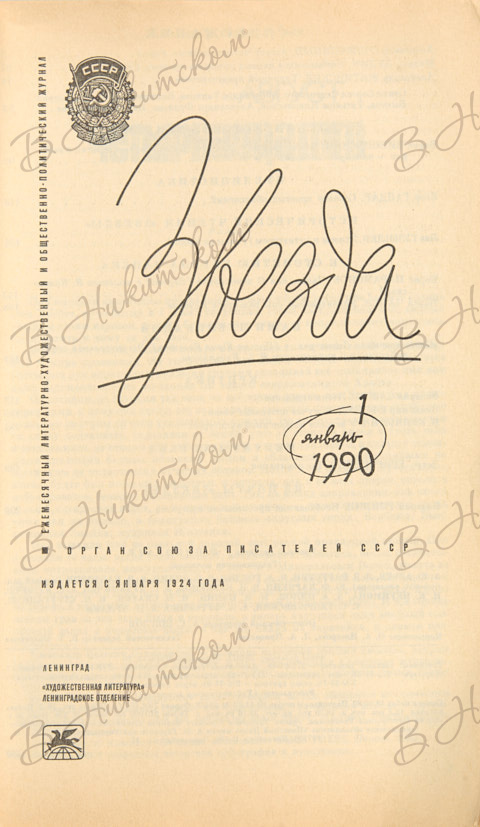 СССР
ЕЖЕМЕСЯЧНЫЙ ЛИТЕРАТУРНО-ХУДОЖЕСТВЕННЫЙ И ОБЩЕСТВЕННО-ПОЛИТИЧЕСКИЙ ЖУРНАЛ
Звезда
1
январь
1990
ОРГАН СОЮЗА ПИСАТЕЛЕЙ СССР
ИЗДАЕТСЯ С ЯНВАРЯ 1924 ГОДА
ЛЕНИНГРАД
«ХУДОЖЕСТВЕННАЯ ЛИТЕРАТУРА»
ЛЕНИНГРАДСКОЕ ОТДЕЛЕНИЕ
В Никитском
В Никитском
В Никитском
В Никитском
В Н
В Н
В Н
В Н